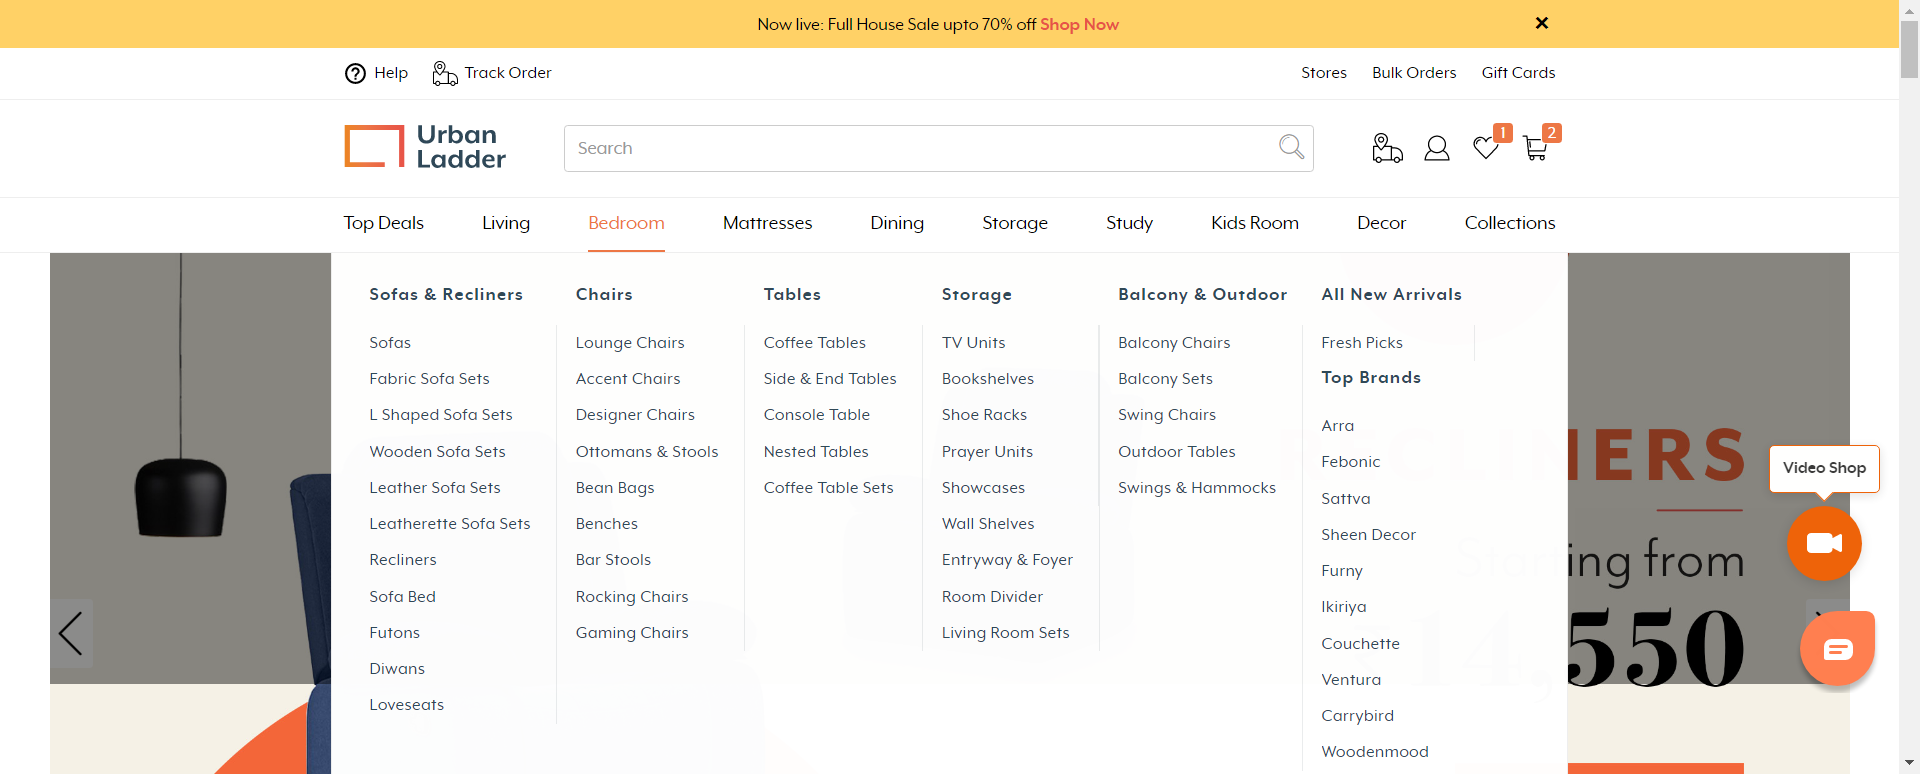 Now live: Full House Sale upto 70% off Shop Now
Help
Track Order
Stores
Bulk Orders
Gift Cards
Urban
Ladder
Search
1
2
Top Deals
Living
Bedroom
Mattresses
Dining
Storage
Study
Kids Room
Decor
Collections
Sofas & Recliners
Sofas
Fabric Sofa Sets
L Shaped Sofa Sets
Wooden Sofa Sets
Leather Sofa Sets
Leatherette Sofa Sets
Recliners
Sofa Bed
Futons
Diwans
Loveseats
Chairs
Lounge Chairs
Accent Chairs
Designer Chairs
Ottomans & Stools
Bean Bags
Benches
Bar Stools
Rocking Chairs
Gaming Chairs
Tables
Coffee Tables
Side & End Tables
Console Table
Nested Tables
Coffee Table Sets
Storage
TV Units
Bookshelves
Shoe Racks
Prayer Units
Showcases
Wall Shelves
Entryway & Foyer
Room Divider
Living Room Sets
Balcony & Outdoor
Balcony Chairs
Balcony Sets
Swing Chairs
Outdoor Tables
Swings & Hammocks
All New Arrivals
Fresh Picks
Top Brands
Arra
Febonic
Sattva
Sheen Decor
Furny
Ikiriya
Couchette
Ventura
Carrybird
Woodenmood
LINERS
Starting from
14,550
Video Shop